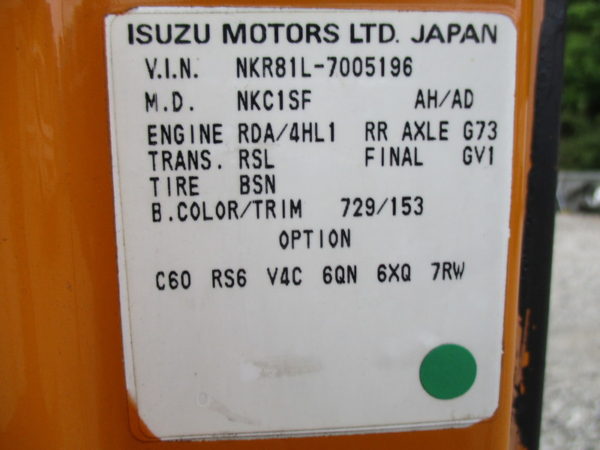 ISUZU MOTORS LTD. JAPAN
V.I.N. NKR81L-7005196
M.D. NKC1SF AH/AD
ENGINE RDA/4HL1 RR AXLE G73
TRANS. RSL FINAL GV1
TIRE BSN
B.COLOR/TRIM 729/153
OPTION
C60 RS6 V4C 6QN 6XQ 7RW